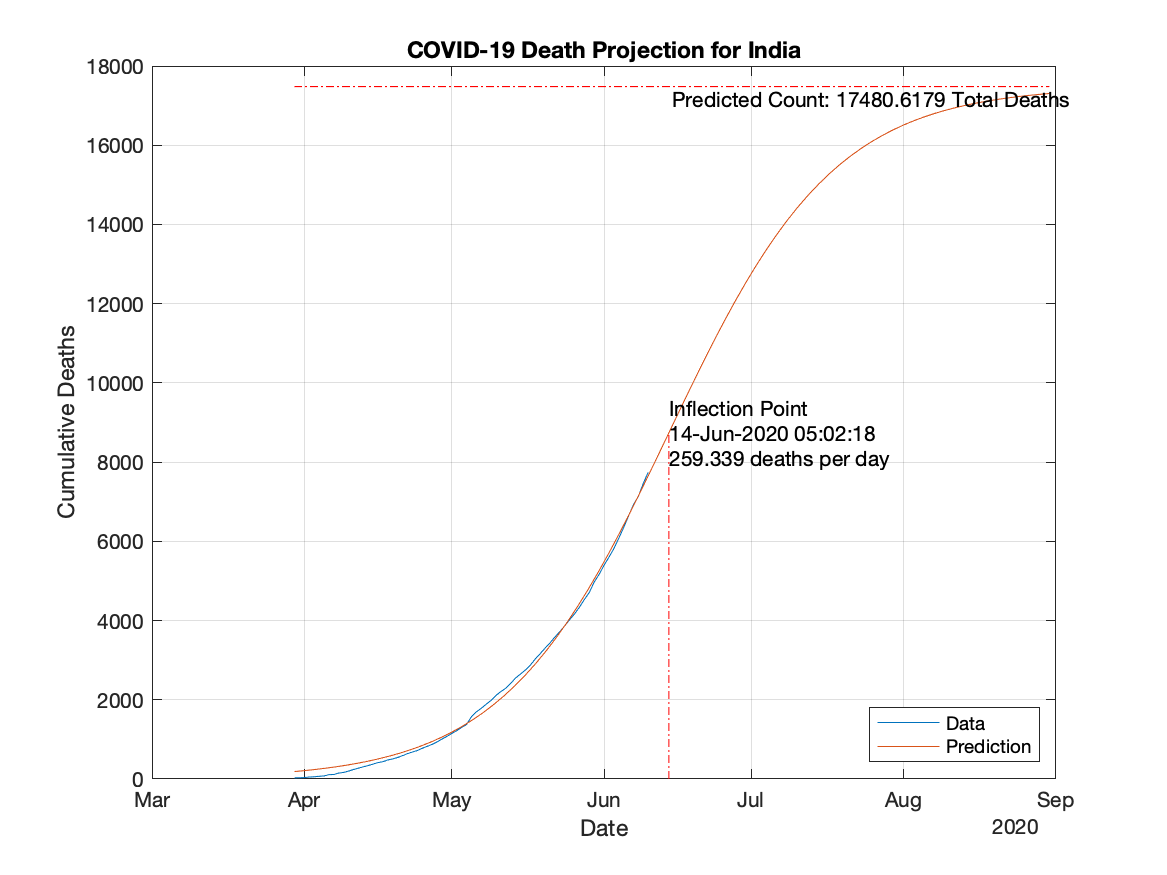 COVID-19 Death Projection for India
18000
16000
14000
12000
10000
8000
6000
4000
2000
0
Cumulative Deaths
Predicted Count: 17480.6179 Total Deaths
Inflection Point
14-Jun-2020 05:02:18
259.339 deaths per day
Data
Prediction
Mar Apr May Jun Jul Aug Sep
Date
2020